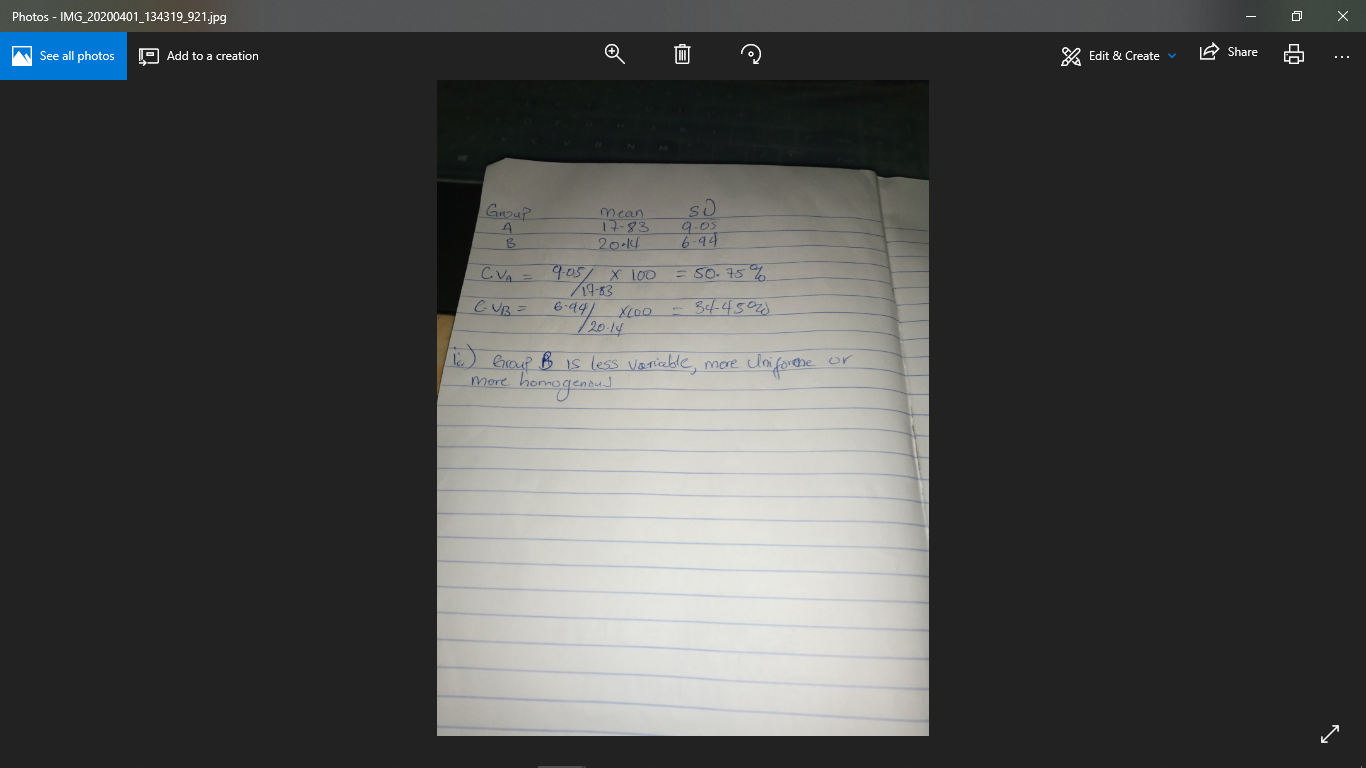 Photos - IMG_20200401_134319_921.jpg
See all photos
Add to a creation
Edit & Create
Share
Group mean SD
A 17.83 9.05
B 20.14 6.94
C.VA = 9.05/17.83 x 100 = 50.75%
C.VB = 6.94/20.14 x100 = 34.45%
ii) Group B is less variable, more Uniforme or
more homogenous